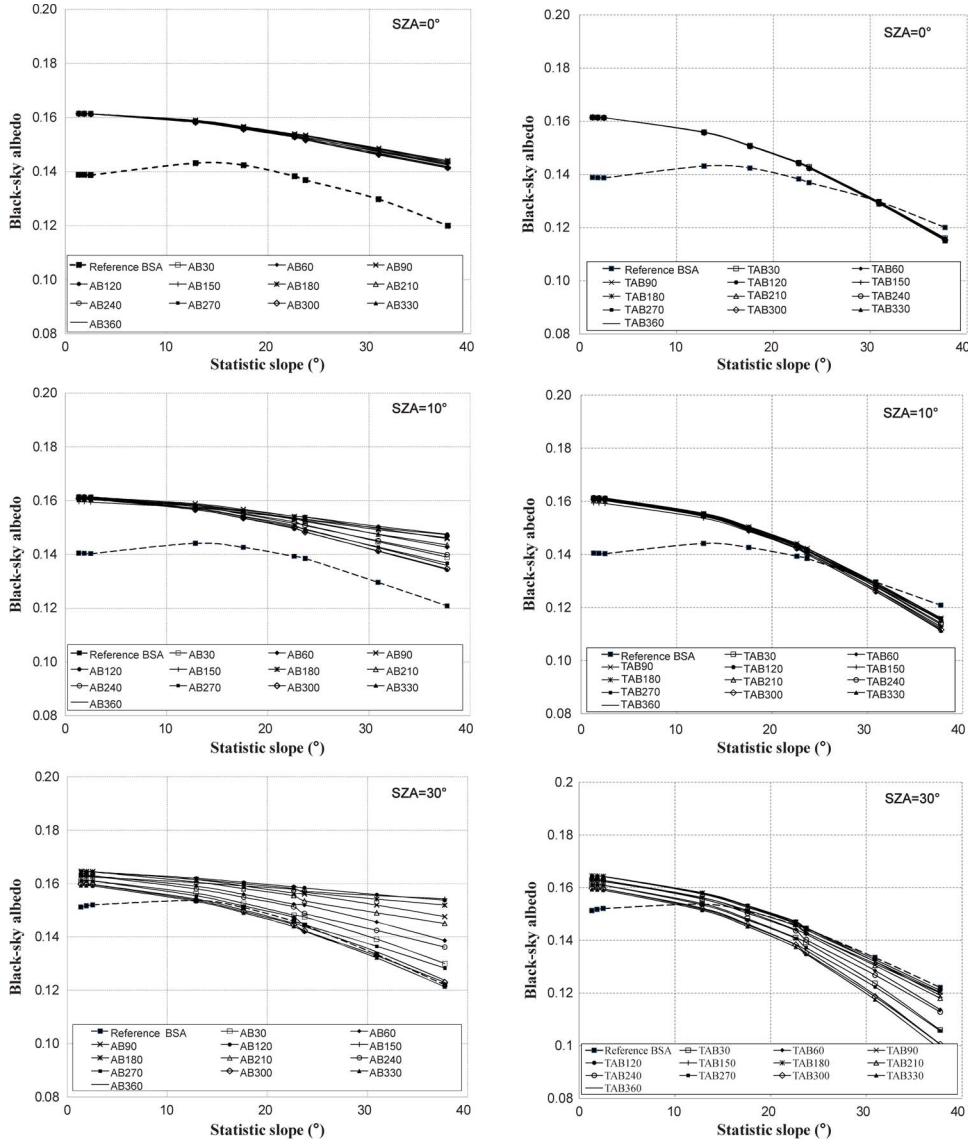 0.20
SZA=0°
0.18
0.16
0.14
0.12
0.10
0.08
Black-sky albedo
Reference BSA AB30 AB60 AB90
AB120 AB150 AB180 AB210
AB240 AB270 AB300 AB330
AB360
0 10 20 30 40
Statistic slope (°)
0.20
SZA=0°
0.18
0.16
0.14
0.12
0.10
0.08
Black-sky albedo
Reference BSA TAB30 TAB60
TAB90 TAB120 TAB150
TAB180 TAB210 TAB240
TAB270 TAB300 TAB330
TAB360
0 10 20 30 40
Statistic slope (°)
0.20
SZA=10°
0.18
0.16
0.14
0.12
0.10
0.08
Black-sky albedo
Reference BSA AB30 AB60 AB90
AB120 AB150 AB180 AB210
AB240 AB270 AB300 AB330
AB360
0 10 20 30 40
Statistic slope (°)
0.20
SZA=10°
0.18
0.16
0.14
0.12
0.10
0.08
Black-sky albedo
Reference BSA TAB30 TAB60
TAB90 TAB120 TAB150
TAB180 TAB210 TAB240
TAB270 TAB300 TAB330
TAB360
0 10 20 30 40
Statistic slope (°)
0.20
SZA=30°
0.18
0.16
0.14
0.12
0.10
0.08
Black-sky albedo
Reference BSA AB30 AB60
AB90 AB120 AB150
AB180 AB210 AB240
AB270 AB300 AB330
AB360
0 10 20 30 40
Statistic slope (°)
0.2
SZA=30°
0.18
0.16
0.14
0.12
0.1
0.08
Black-sky albedo
Reference BSA TAB30 TAB60 TAB90
TAB120 TAB150 TAB180 TAB210
TAB240 TAB270 TAB300 TAB330
TAB360
0 10 20 30 40
Statistic slope (°)